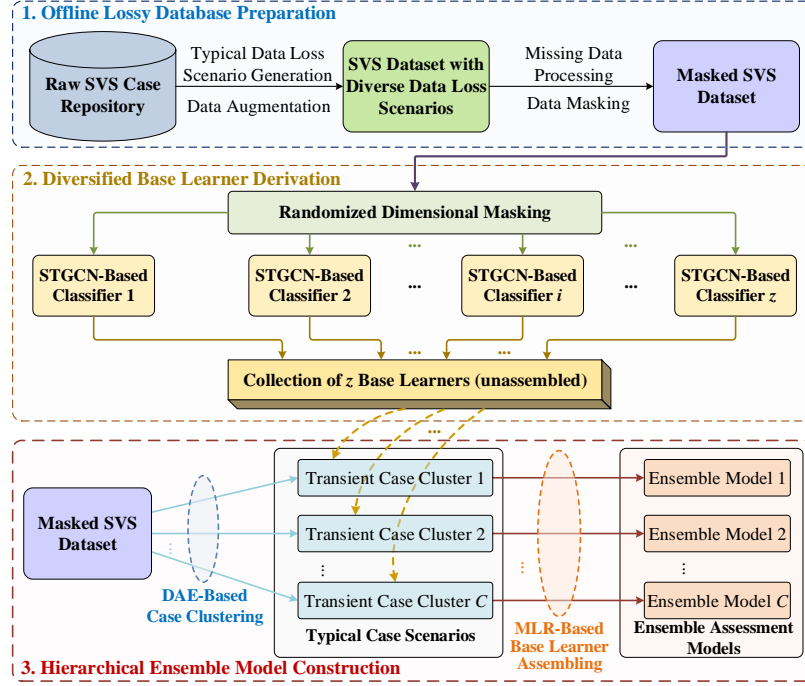 1. Offline Lossy Database Preparation
Raw SVS Case
Repository
Typical Data Loss
Scenario Generation
Data Augmentation
SVS Dataset with
Diverse Data Loss
Scenarios
Missing Data
Processing
Data Masking
Masked SVS
Dataset
2. Diversified Base Learner Derivation
Randomized Dimensional Masking
...
...
STGCN-Based
Classifier 1
STGCN-Based
Classifier 2
...
STGCN-Based
Classifier i
...
STGCN-Based
Classifier z
...
...
Collection of z Base Learners (unassembled)
...
Masked SVS
Dataset
...
DAE-Based
Case Clustering
Transient Case Cluster 1
Transient Case Cluster 2
...
Transient Case Cluster C
Typical Case Scenarios
...
MLR-Based
Base Learner
Assembling
Ensemble Model 1
Ensemble Model 2
...
Ensemble Model C
Ensemble Assessment
Models
3. Hierarchical Ensemble Model Construction